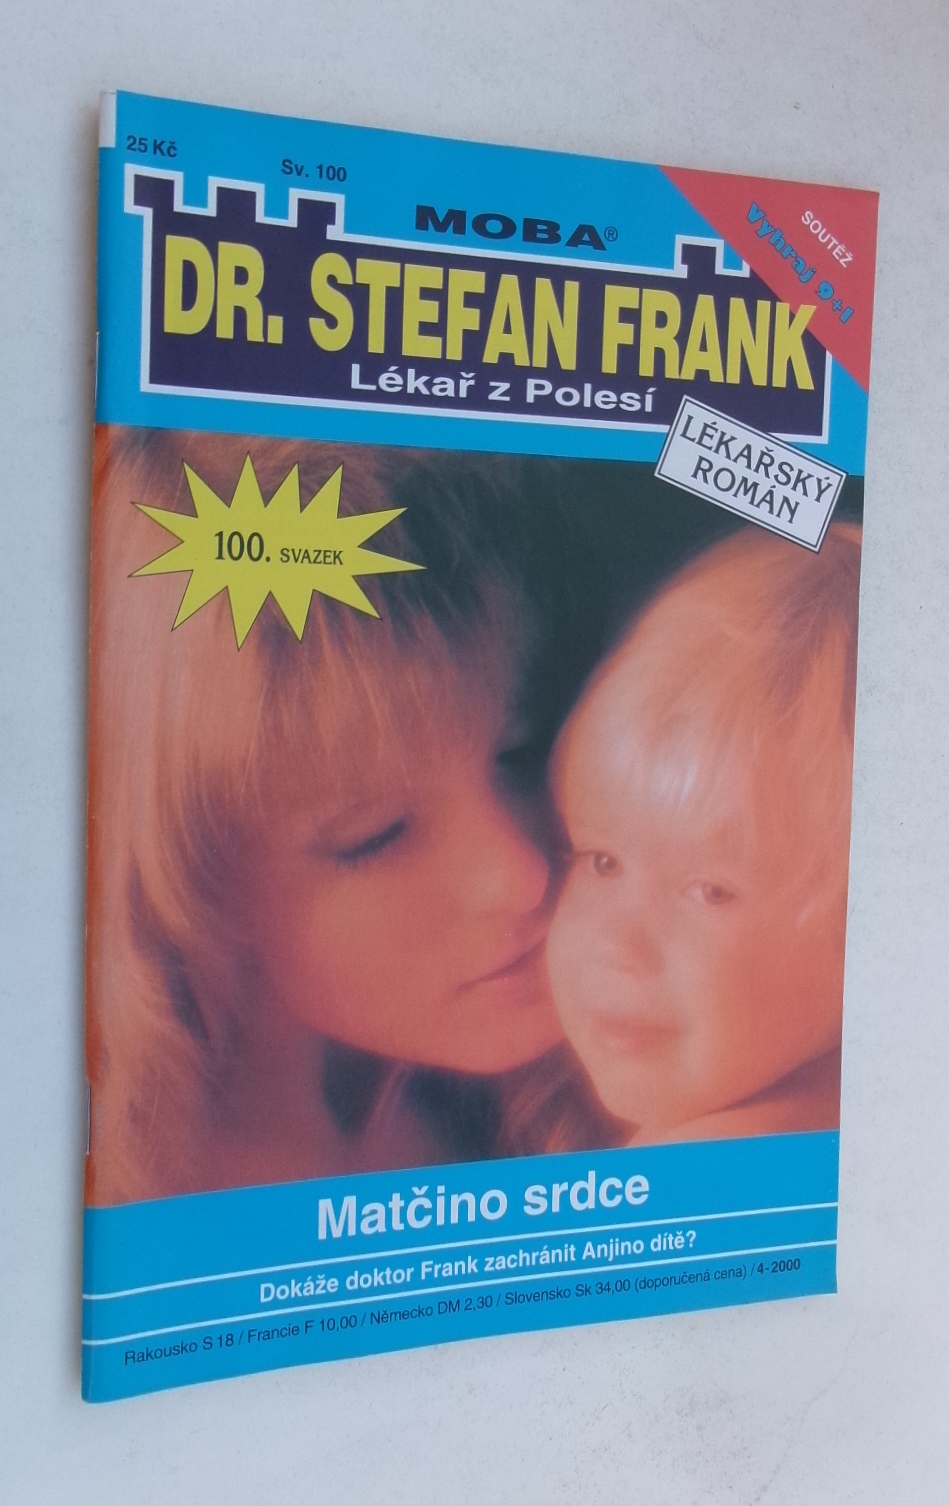 25 Kč
Sv. 100
MOBA®
SOUTĚŽ
Vyhraj 9+1
DR. STEFAN FRANK
Lékař z Polesí
LÉKAŘSKÝ
ROMÁN
100. SVAZEK
Matčino srdce
Dokáže doktor Frank zachránit Anjino dítě?
Rakousko S 18 / Francie F 10,00 / Německo DM 2,30 / Slovensko Sk 34,00 (doporučená cena) / 4-2000